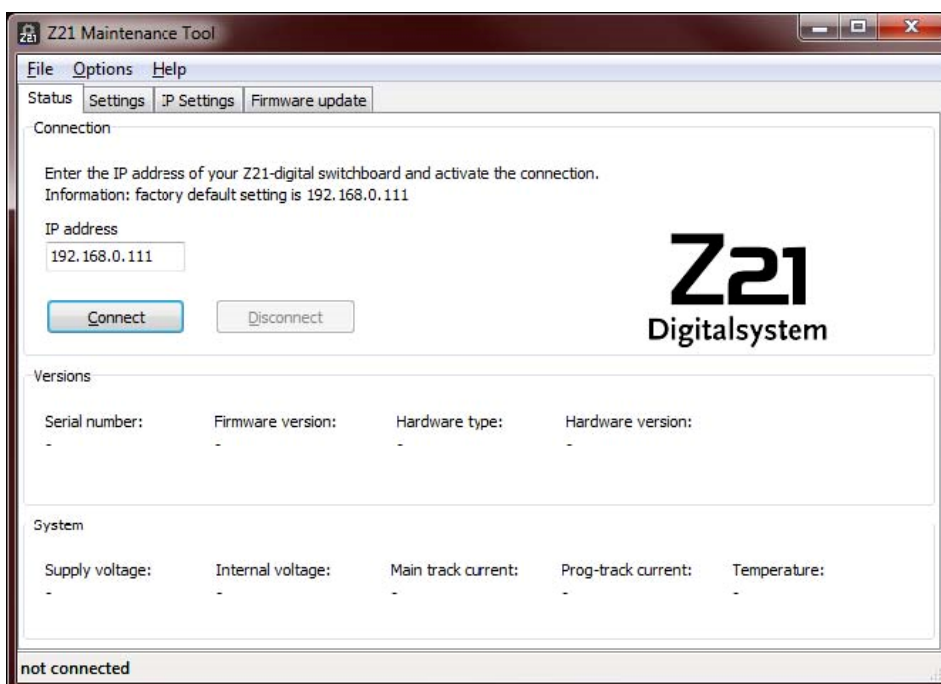 Z21 Maintenance Tool
File Options Help
Status Settings IP Settings Firmware update
Connection
Enter the IP address of your Z21-digital switchboard and activate the connection.
Information: factory default setting is 192.168.0.111
IP address
192.168.0.111
Connect Disconnect
Z21
Digitalsystem
Versions
Serial number: Firmware version: Hardware type: Hardware version:
- - - -
System
Supply voltage: Internal voltage: Main track current: Prog-track current: Temperature:
- - - - -
not connected